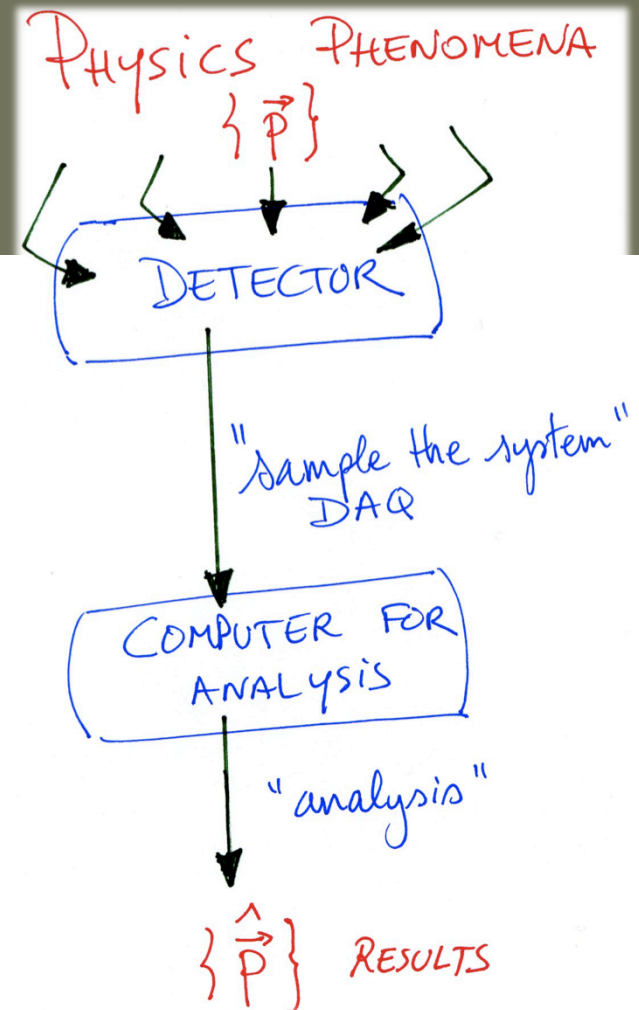 PHYSICS PHENOMENA
{ p⃗ }
DETECTOR
"sample the system"
DAQ
COMPUTER FOR
ANALYSIS
"analysis"
{ p⃗̂ } RESULTS